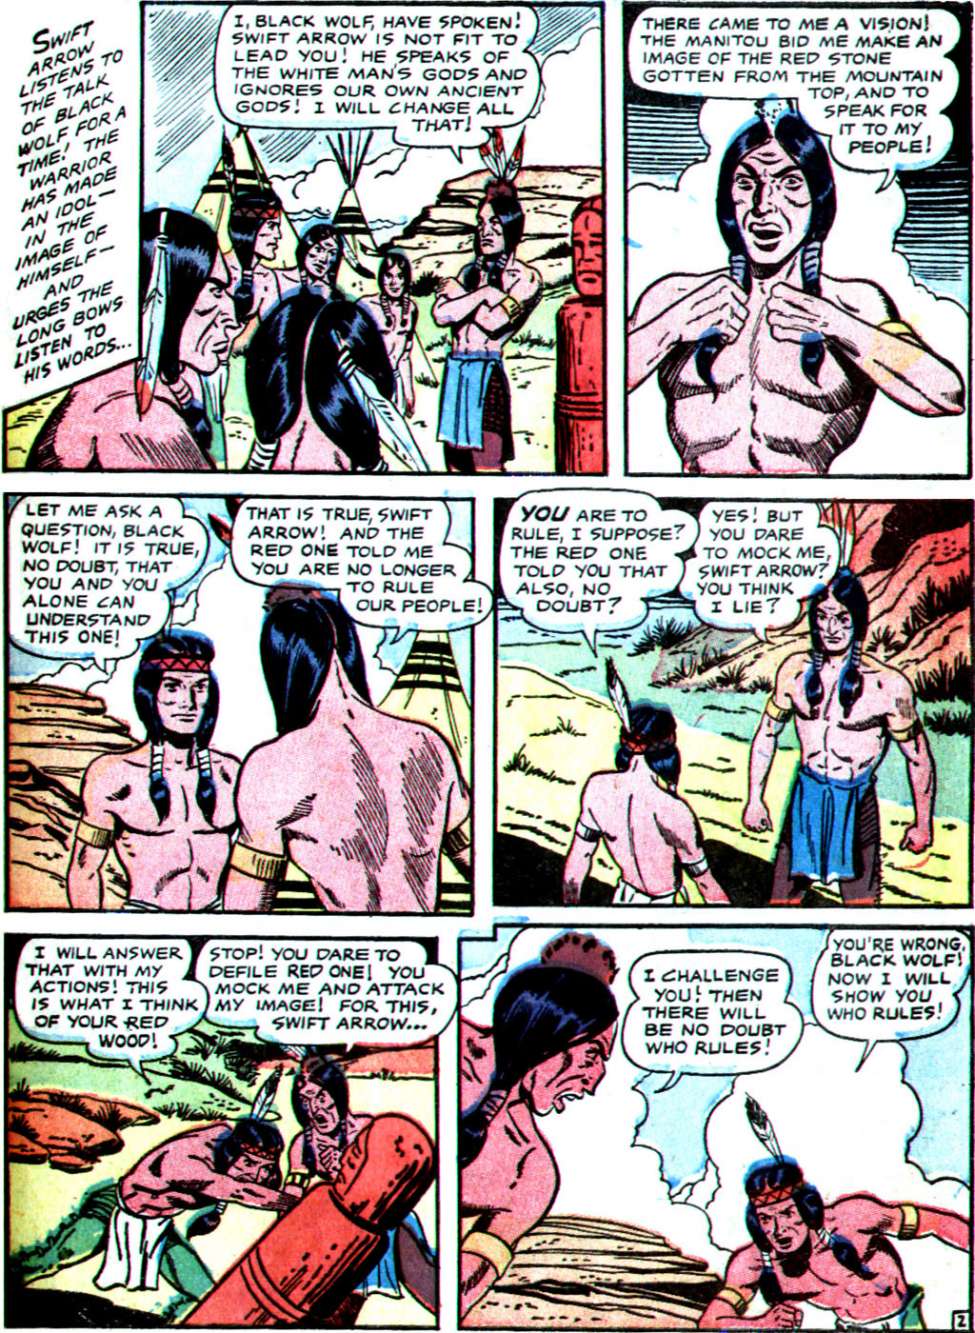 SWIFT
ARROW
LISTENS TO
THE TALK
OF BLACK
WOLF FOR A
TIME! THE
WARRIOR
HAS MADE
AN IDOL—
IN THE
IMAGE OF
HIMSELF—
AND
URGES THE
LONG BOWS
LISTEN TO
HIS WORDS...
I, BLACK WOLF, HAVE SPOKEN!
SWIFT ARROW IS NOT FIT TO
LEAD YOU! HE SPEAKS OF
THE WHITE MAN'S GODS AND
IGNORES OUR OWN ANCIENT
GODS! I WILL CHANGE ALL
THAT!
THERE CAME TO ME A VISION!
THE MANITOU BID ME MAKE AN
IMAGE OF THE RED STONE
GOTTEN FROM THE MOUNTAIN
TOP, AND TO
SPEAK FOR
IT TO MY
PEOPLE!
LET ME ASK A
QUESTION, BLACK
WOLF! IT IS TRUE,
NO DOUBT, THAT
YOU AND YOU
ALONE CAN
UNDERSTAND
THIS ONE!
THAT IS TRUE, SWIFT
ARROW! AND THE
RED ONE TOLD ME
YOU ARE NO LONGER
TO RULE
OUR PEOPLE!
YOU ARE TO
RULE, I SUPPOSE?
THE RED ONE
TOLD YOU THAT
ALSO, NO
DOUBT?
YES! BUT
YOU DARE
TO MOCK ME,
SWIFT ARROW?
YOU THINK
I LIE?
I WILL ANSWER
THAT WITH MY
ACTIONS! THIS
IS WHAT I THINK
OF YOUR RED
WOOD!
STOP! YOU DARE TO
DEFILE RED ONE! YOU
MOCK ME AND ATTACK
MY IMAGE! FOR THIS,
SWIFT ARROW...
I CHALLENGE
YOU! THEN
THERE WILL
BE NO DOUBT
WHO RULES!
YOU'RE WRONG,
BLACK WOLF!
NOW I WILL
SHOW YOU
WHO RULES!
2